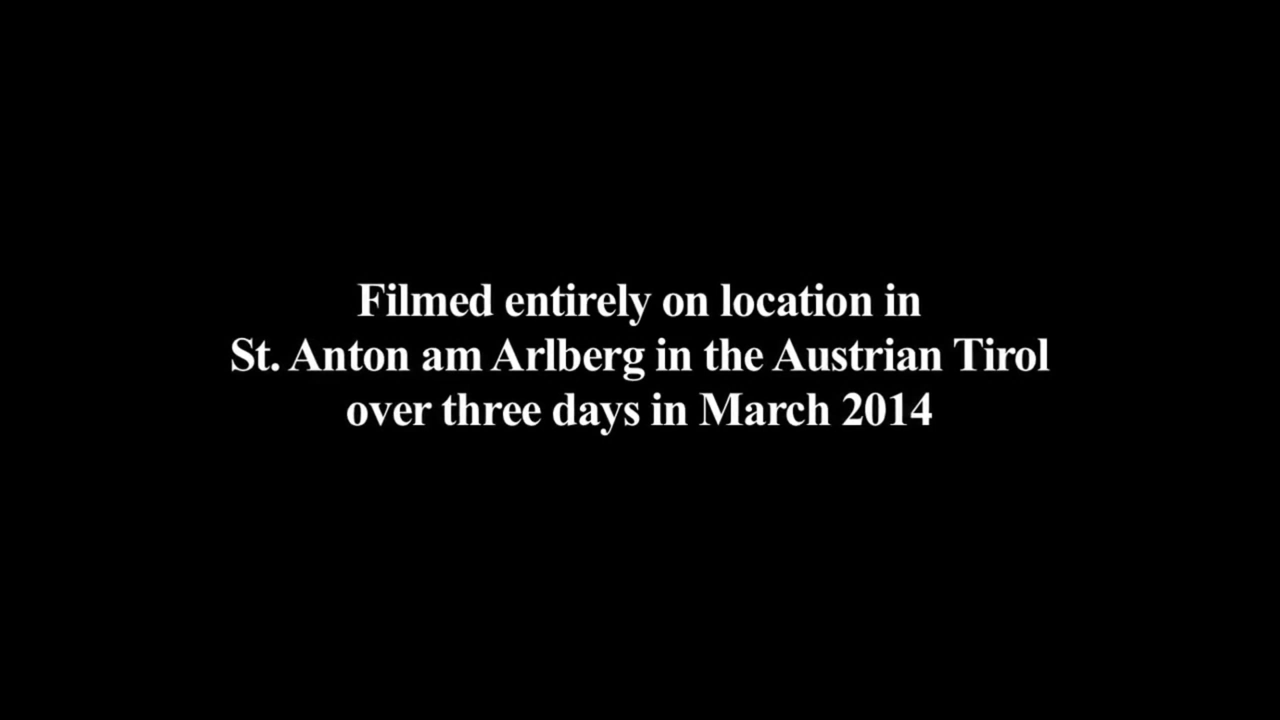 Filmed entirely on location in
St. Anton am Arlberg in the Austrian Tirol
over three days in March 2014